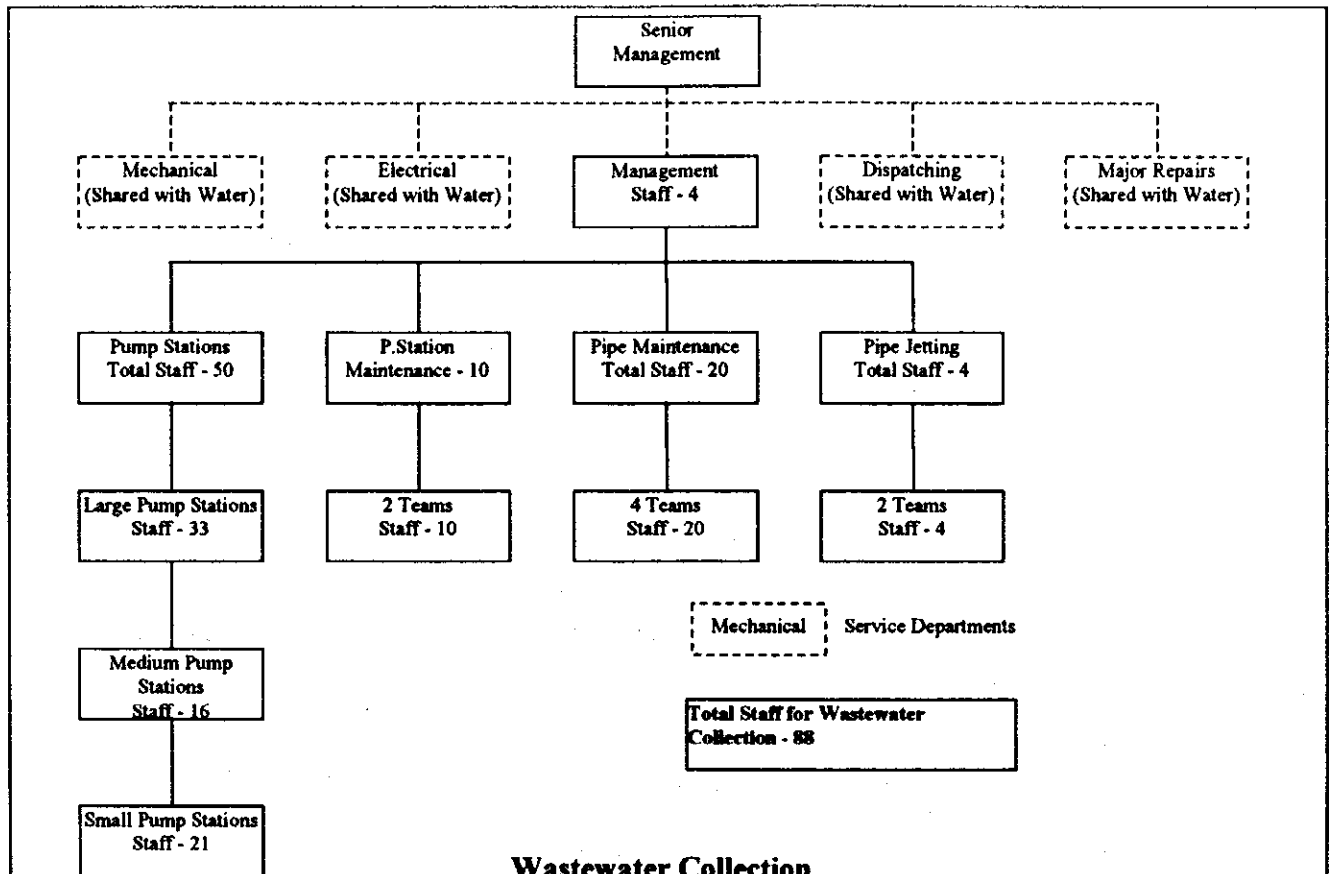 Senior
Management
Mechanical
(Shared with Water)
Electrical
(Shared with Water)
Management
Staff - 4
Dispatching
(Shared with Water)
Major Repairs
(Shared with Water)
Pump Stations
Total Staff - 50
P.Station
Maintenance - 10
Pipe Maintenance
Total Staff - 20
Pipe Jetting
Total Staff - 4
Large Pump Stations
Staff - 33
2 Teams
Staff - 10
4 Teams
Staff - 20
2 Teams
Staff - 4
Mechanical
Service Departments
Medium Pump
Stations
Staff - 16
Total Staff for Wastewater
Collection - 88
Small Pump Stations
Staff - 21
Wastewater Collection